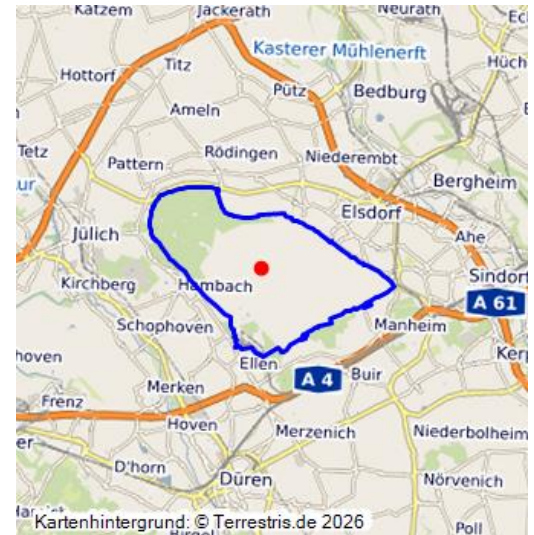 Katzem
Jackerath
Neurath
Kasterer Mühlenerft
Titz
Hottorf
Pütz
Bedburg
Ameln
Tetz
Rödingen
Niederembt
Pattern
Bergheim
Elsdorf
Jülich
Ahe
Kirchberg
Hambach
Sindorf
A 61
Schophoven
Manheim
hoven
Ellen
A 4
Buir
Merken
Frenz
Hoven
Merzenich
Niederbolheim
D'horn
Düren
Nörvenich
Kartenhintergrund: © Terrestris.de 2026
Poll